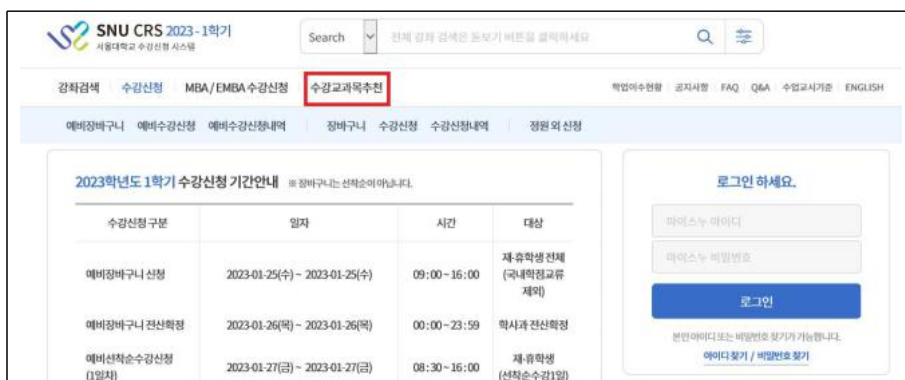 SNU CRS 2023-1학기
서울대학교 수강신청 시스템
Search
전체 강좌 검색은 돋보기 버튼을 클릭하세요
강좌검색 수강신청 MBA / EMBA 수강신청 수강교과목추천
학업이수현황 공지사항 FAQ Q&A 수업교시기준 ENGLISH
예비장바구니 예비수강신청 예비수강신청내역 장바구니 수강신청 수강신청내역 정원 외 신청
2023학년도 1학기 수강신청 기간안내 ※ 장바구니는 선착순이 아닙니다.
수강신청 구분 일자 시간 대상
예비장바구니 신청 2023-01-25(수) ~ 2023-01-25(수) 09:00~16:00 재·휴학생 전체
(국내학점교류
제외)
예비장바구니 전산확정 2023-01-26(목) ~ 2023-01-26(목) 00:00~23:59 학사과 전산확정
예비선착순수강신청
(1일차) 2023-01-27(금) ~ 2023-01-27(금) 08:30~16:00 재·휴학생
(선착순수강1일)
로그인 하세요.
마이스누 아이디
마이스누 비밀번호
로그인
본인 아이디 또는 비밀번호 찾기가 가능합니다.
아이디 찾기 / 비밀번호 찾기